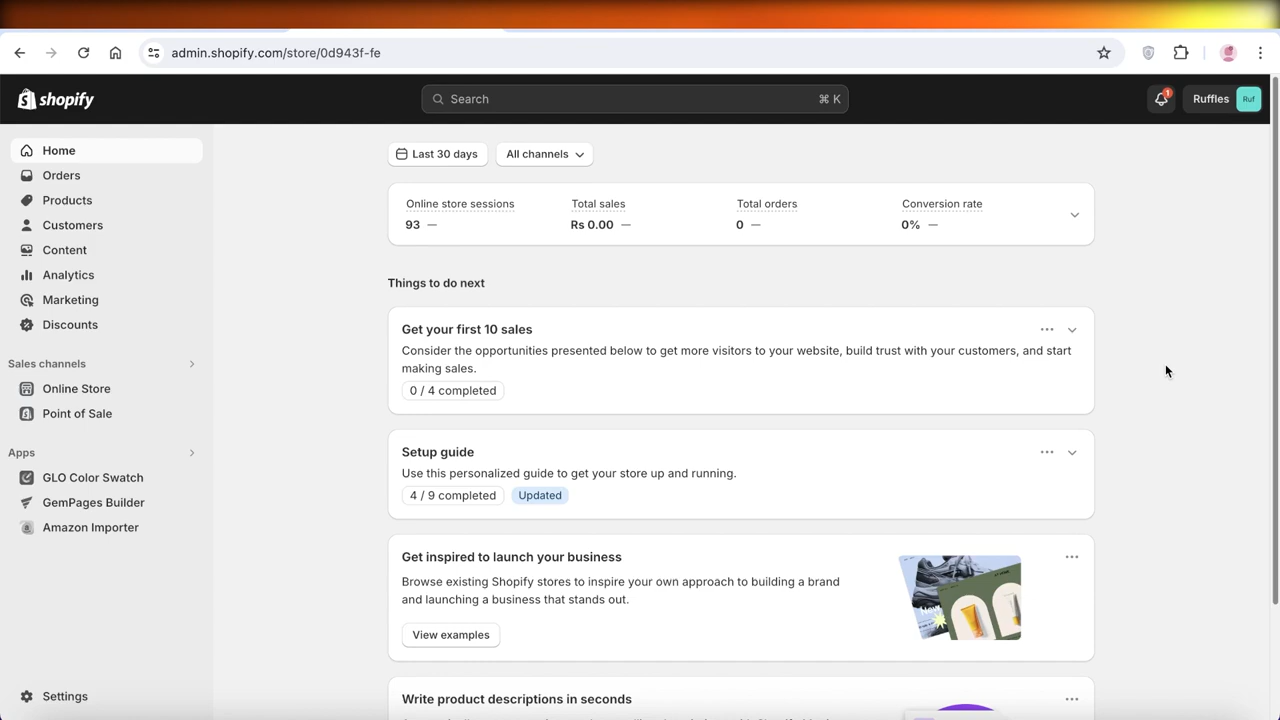 admin.shopify.com/store/0d943f-fe
shopify
Search
⌘ K
1
Ruffles
Ruf
Home
Orders
Products
Customers
Content
Analytics
Marketing
Discounts
Sales channels
Online Store
Point of Sale
Apps
GLO Color Swatch
GemPages Builder
Amazon Importer
Settings
Last 30 days
All channels
Online store sessions
93 —
Total sales
Rs 0.00 —
Total orders
0 —
Conversion rate
0% —
Things to do next
Get your first 10 sales
Consider the opportunities presented below to get more visitors to your website, build trust with your customers, and start
making sales.
0 / 4 completed
Setup guide
Use this personalized guide to get your store up and running.
4 / 9 completed
Updated
Get inspired to launch your business
Browse existing Shopify stores to inspire your own approach to building a brand
and launching a business that stands out.
View examples
Write product descriptions in seconds